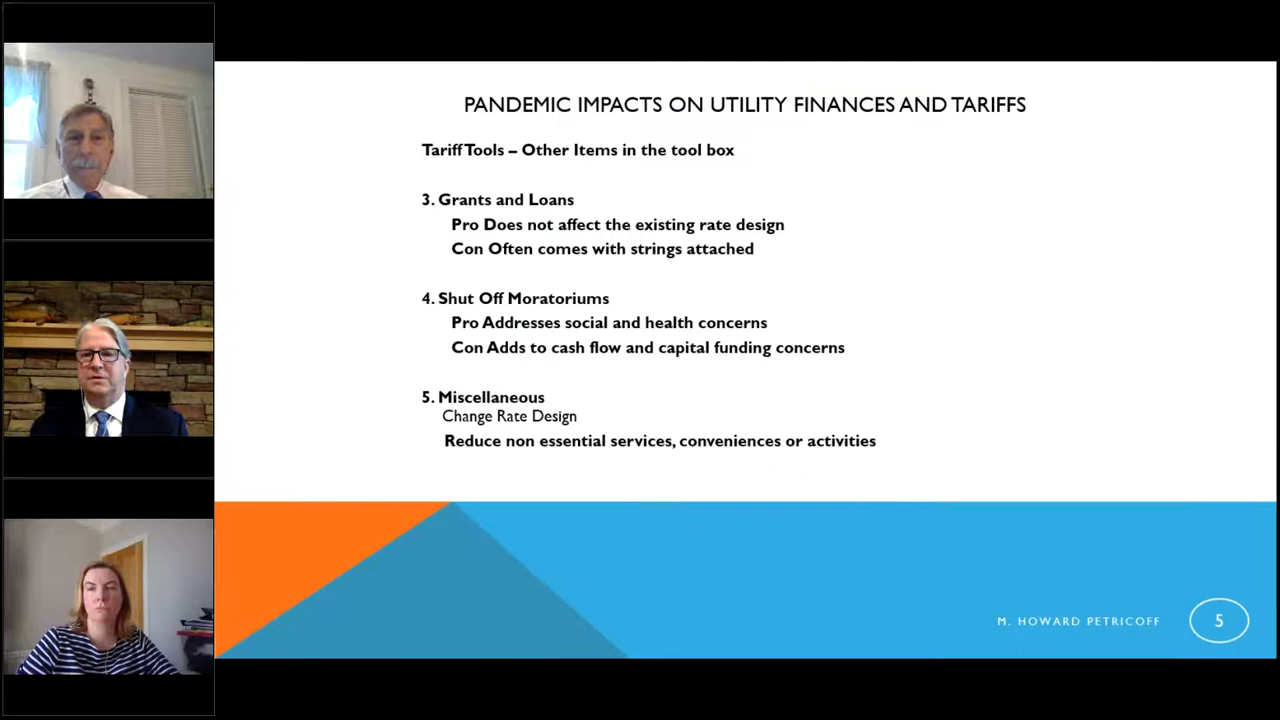 PANDEMIC IMPACTS ON UTILITY FINANCES AND TARIFFS
Tariff Tools – Other Items in the tool box
3. Grants and Loans
Pro Does not affect the existing rate design
Con Often comes with strings attached
4. Shut Off Moratoriums
Pro Addresses social and health concerns
Con Adds to cash flow and capital funding concerns
5. Miscellaneous
Change Rate Design
Reduce non essential services, conveniences or activities
M. HOWARD PETRICOFF
5